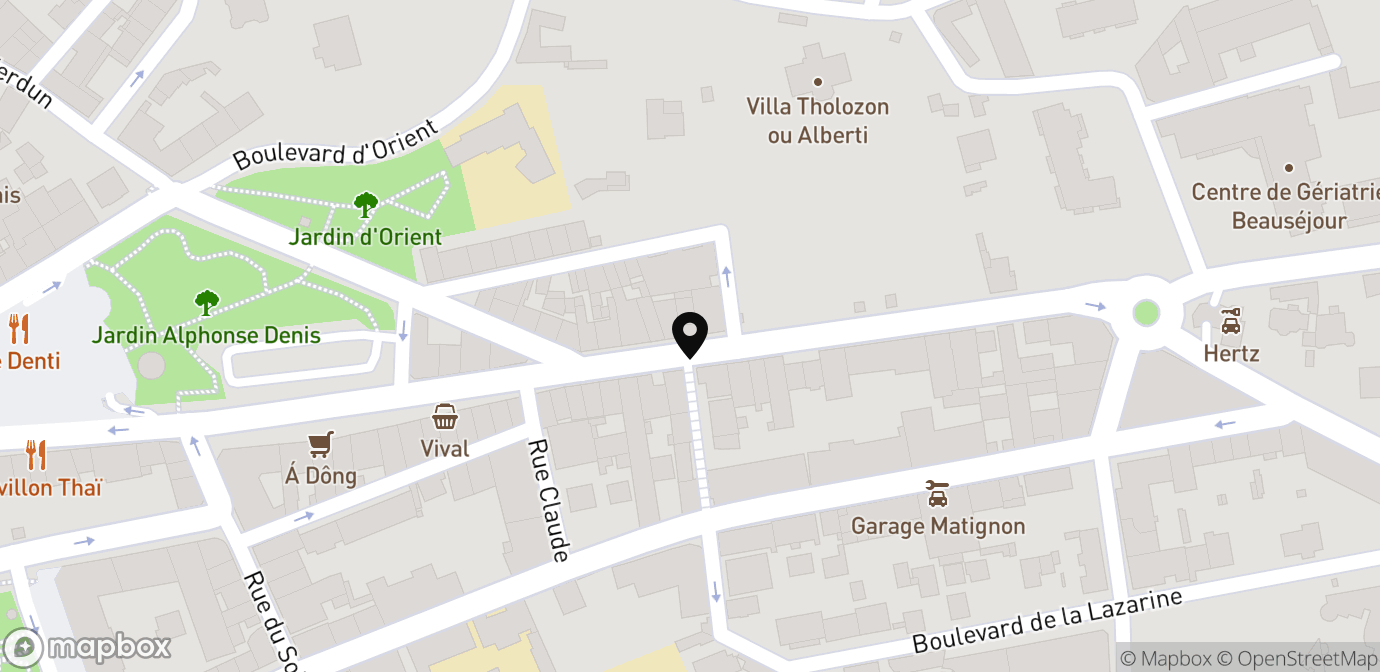 erdun
Boulevard d'Orient
Villa Tholozon
ou Alberti
Centre de Gériatrie
Beauséjour
nis
Jardin d'Orient
Jardin Alphonse Denis
e Denti
Hertz
Vival
Á Dông
villon Thaï
Rue Claude
Garage Matignon
Rue du So
Boulevard de la Lazarine
mapbox
© Mapbox © OpenStreetMap